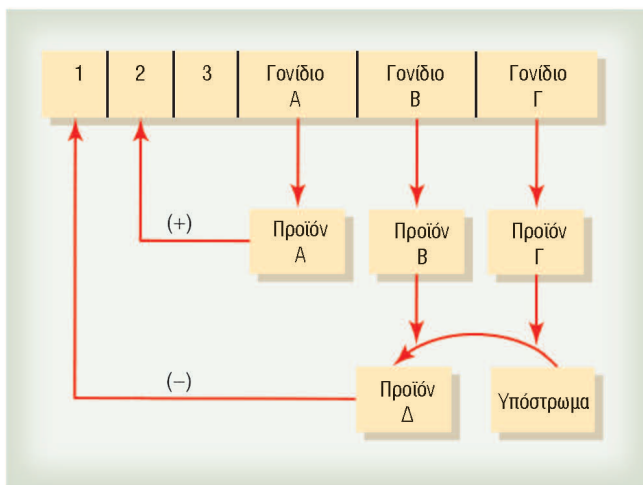 1
2
3
Γονίδιο
Α
Γονίδιο
Β
Γονίδιο
Γ
(+)
Προϊόν
Α
Προϊόν
Β
Προϊόν
Γ
(−)
Προϊόν
Δ
Υπόστρωμα